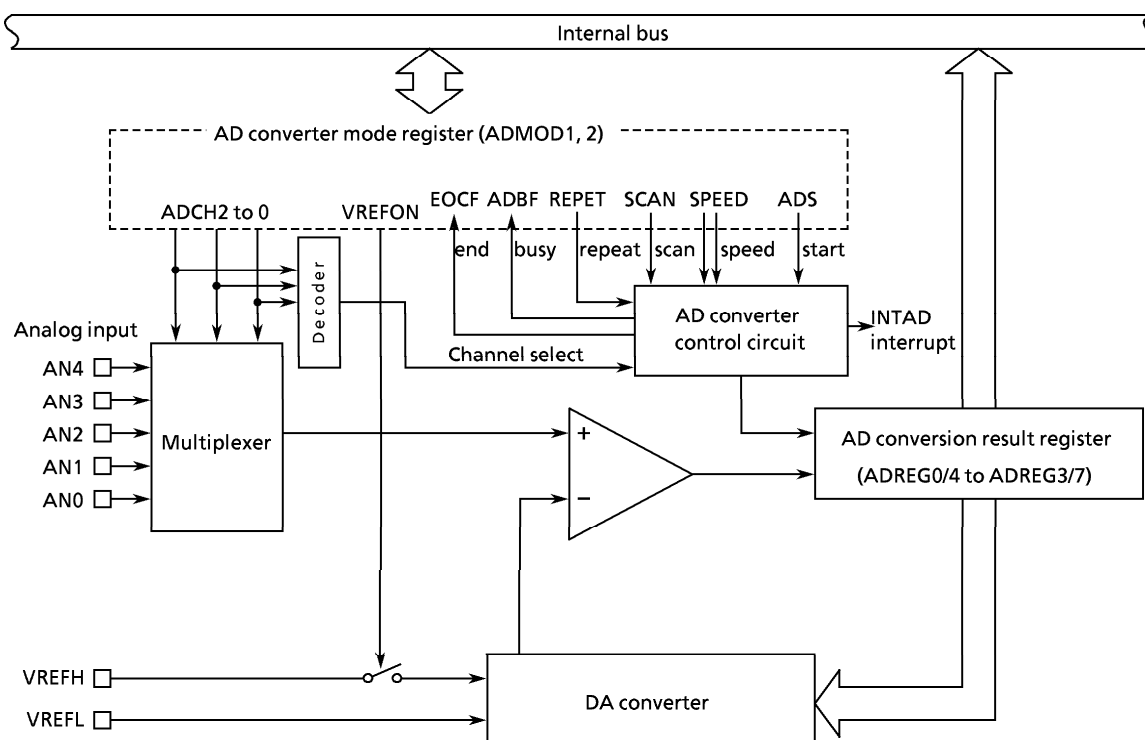 Internal bus
AD converter mode register (ADMOD1, 2)
EOCF ADBF REPET SCAN SPEED ADS
ADCH2 to 0 VREFON
end busy repeat scan speed start
Decoder
Analog input
AD converter
control circuit
INTAD
interrupt
Channel select
AN4
AN3
AN2
AN1
AN0
Multiplexer
+
−
AD conversion result register
(ADREG0/4 to ADREG3/7)
VREFH
VREFL
DA converter